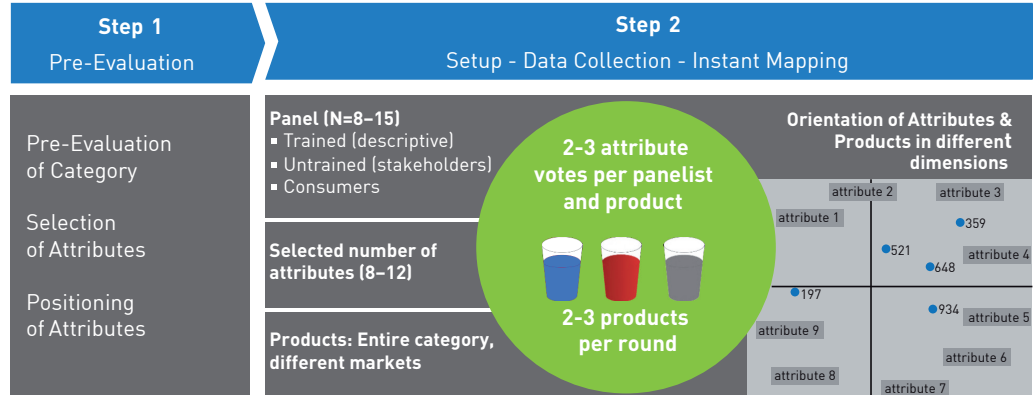 Step 1
Pre-Evaluation
Step 2
Setup - Data Collection - Instant Mapping
Pre-Evaluation
of Category
Selection
of Attributes
Positioning
of Attributes
Panel (N=8–15)
▪ Trained (descriptive)
▪ Untrained (stakeholders)
▪ Consumers
Selected number of
attributes (8–12)
Products: Entire category,
different markets
2-3 attribute
votes per panelist
and product
2-3 products
per round
Orientation of Attributes &
Products in different
dimensions
attribute 2
attribute 3
attribute 1
359
521
attribute 4
648
197
934
attribute 5
attribute 9
attribute 6
attribute 8
attribute 7